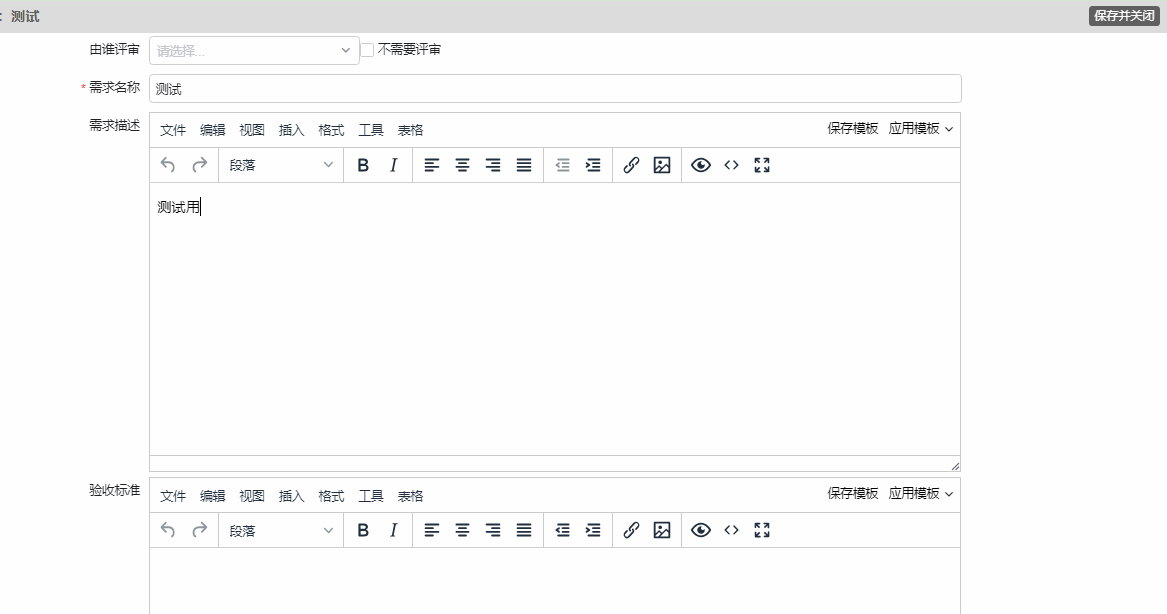 : 测试 保存并关闭
由谁评审 请选择... 不需要评审
* 需求名称 测试
需求描述 文件 编辑 视图 插入 格式 工具 表格 保存模板 应用模板
段落 B I
测试用
验收标准 文件 编辑 视图 插入 格式 工具 表格 保存模板 应用模板
段落 B I